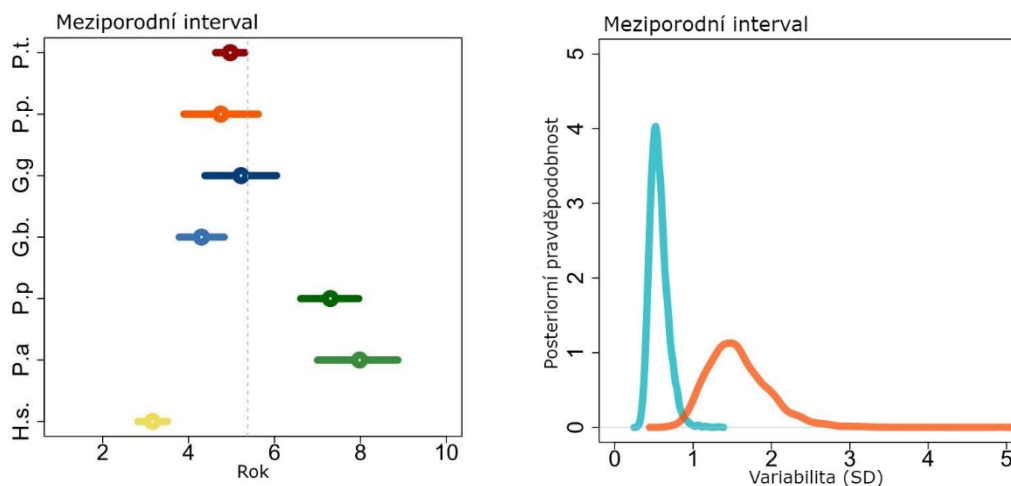 Meziporodní interval
P.t.
P.p.
G.g
G.b.
P.p
P.a
H.s.
2 4 6 8 10
Rok
Meziporodní interval
Posteriorní pravděpodobnost
5
4
3
2
1
0
0 1 2 3 4 5
Variabilita (SD)